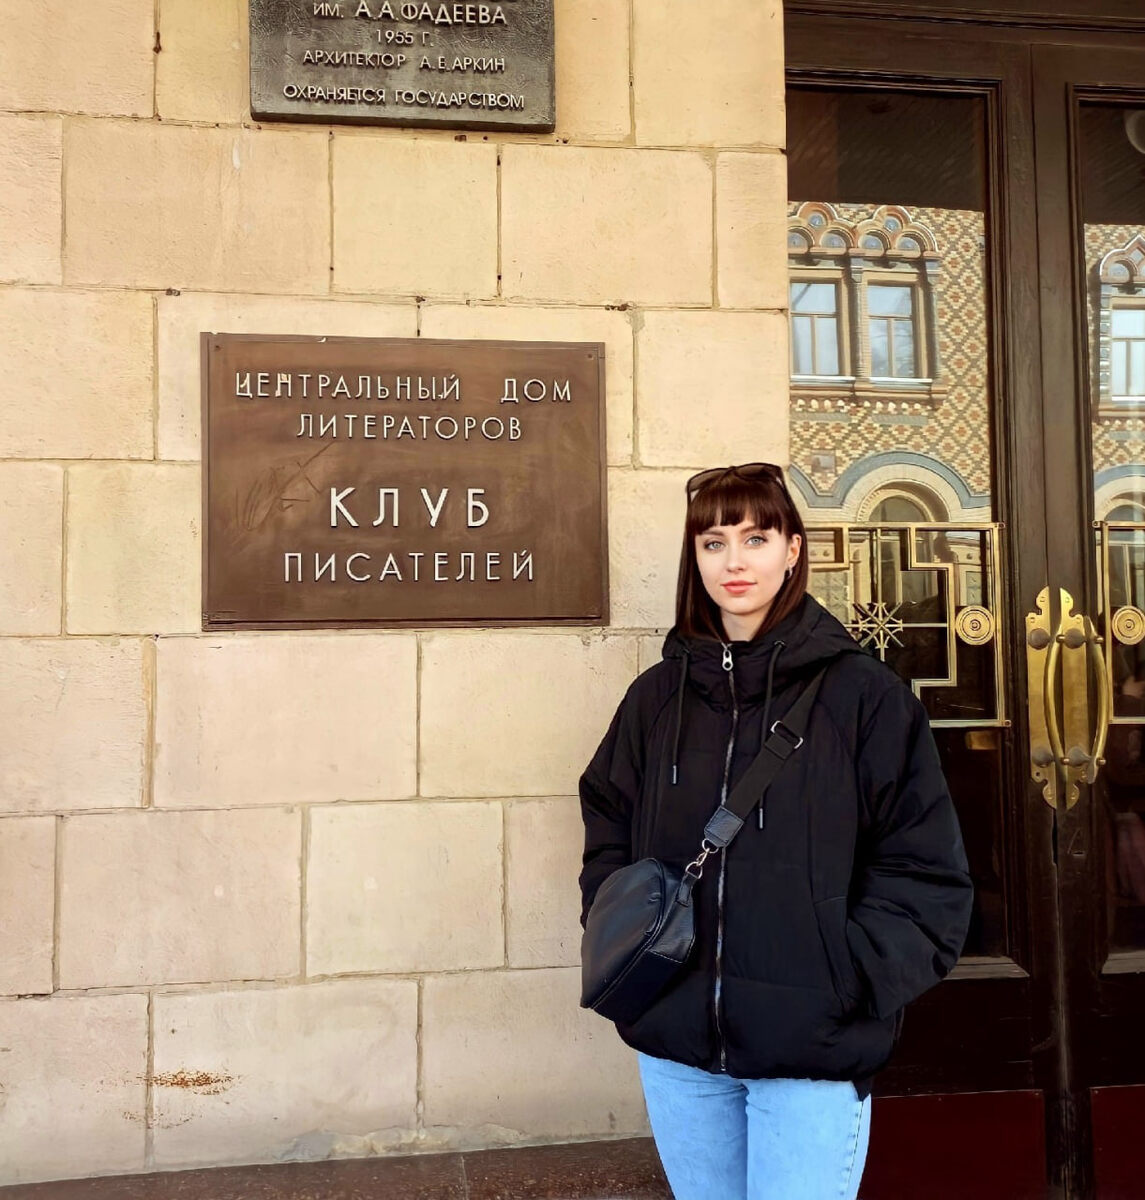 ИМ. А.А.ФАДЕЕВА
1955 Г.
АРХИТЕКТОР А.Е.АРКИН
ОХРАНЯЕТСЯ ГОСУДАРСТВОМ
ЦЕНТРАЛЬНЫЙ ДОМ
ЛИТЕРАТОРОВ
КЛУБ
ПИСАТЕЛЕЙ